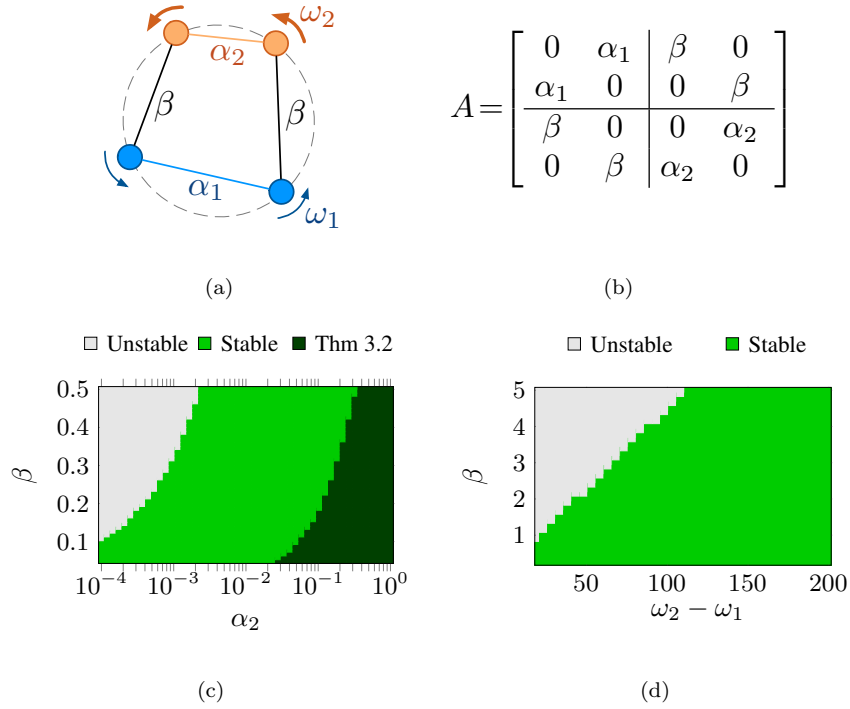 ω₂
α₂
β
β
α₁
ω₁
(a)
A = [ 0 α₁ | β 0
α₁ 0 | 0 β
β 0 | 0 α₂
0 β | α₂ 0 ]
(b)
Unstable Stable Thm 3.2
0.5
0.4
0.3
0.2
0.1
β
10⁻⁴ 10⁻³ 10⁻² 10⁻¹ 10⁰
α₂
(c)
Unstable Stable
5
4
3
2
1
β
50 100 150 200
ω₂ − ω₁
(d)